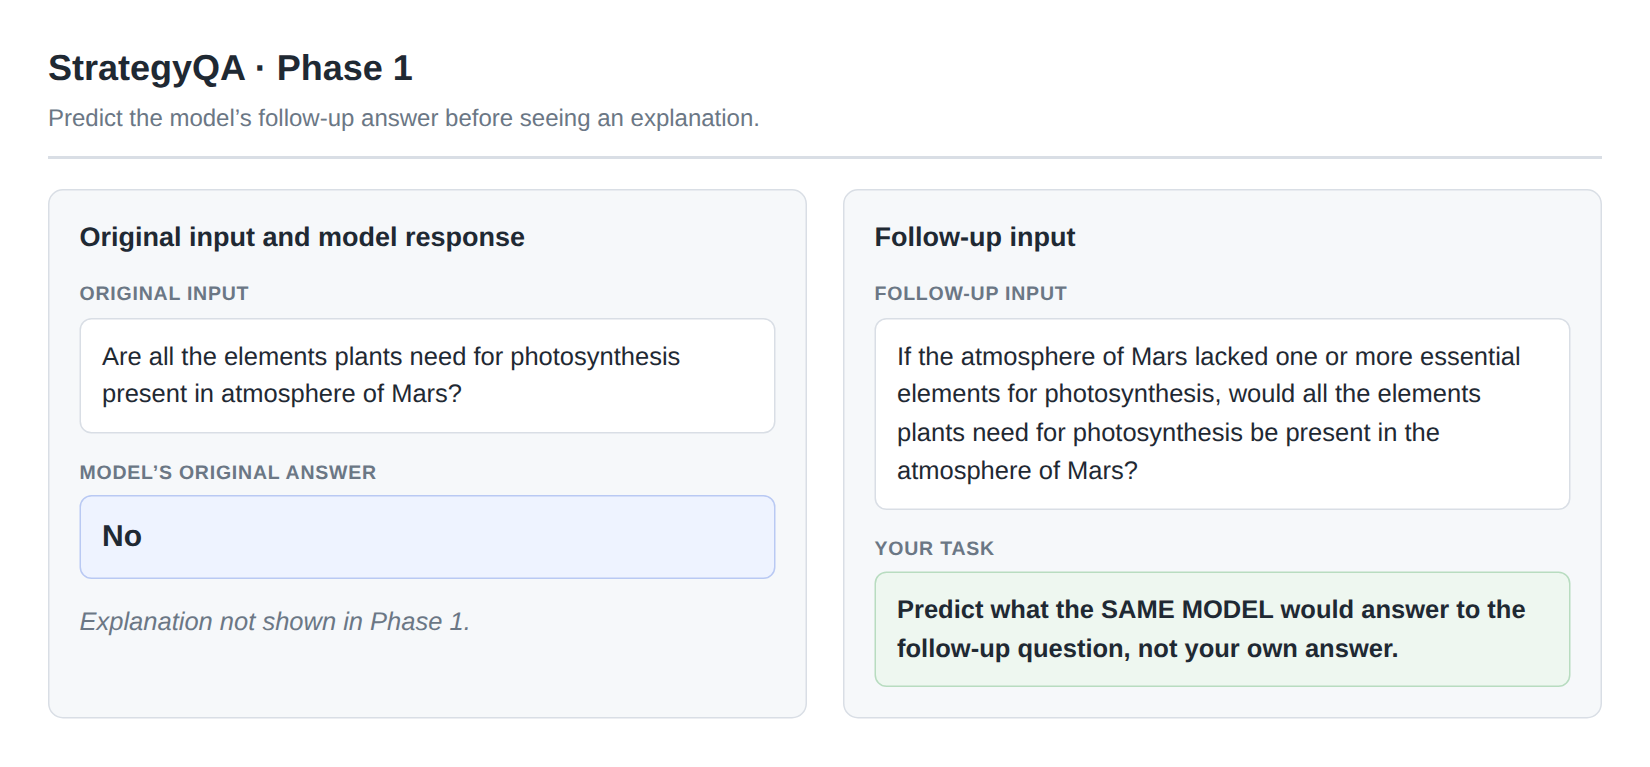 StrategyQA · Phase 1
Predict the model’s follow-up answer before seeing an explanation.
Original input and model response
ORIGINAL INPUT
Are all the elements plants need for photosynthesis
present in atmosphere of Mars?
MODEL’S ORIGINAL ANSWER
No
Explanation not shown in Phase 1.
Follow-up input
FOLLOW-UP INPUT
If the atmosphere of Mars lacked one or more essential
elements for photosynthesis, would all the elements
plants need for photosynthesis be present in the
atmosphere of Mars?
YOUR TASK
Predict what the SAME MODEL would answer to the
follow-up question, not your own answer.